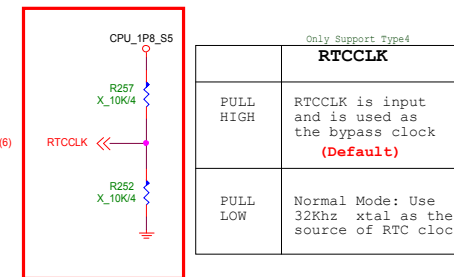 CPU_1P8_S5
R257
X_10K/4
(6) RTCCLK
R252
X_10K/4
Only Support Type4
RTCCLK
PULL HIGH
RTCCLK is input
and is used as
the bypass clock
(Default)
PULL LOW
Normal Mode: Use
32Khz xtal as the
source of RTC cloc